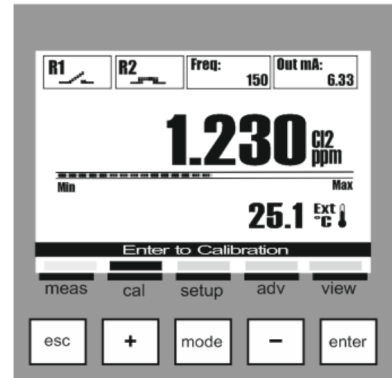 R1 R2 Freq: 150 Out mA: 6.33
1.230 Cl2 ppm
Min Max
25.1 Ext °C
Enter to Calibration
meas cal setup adv view
esc + mode − enter